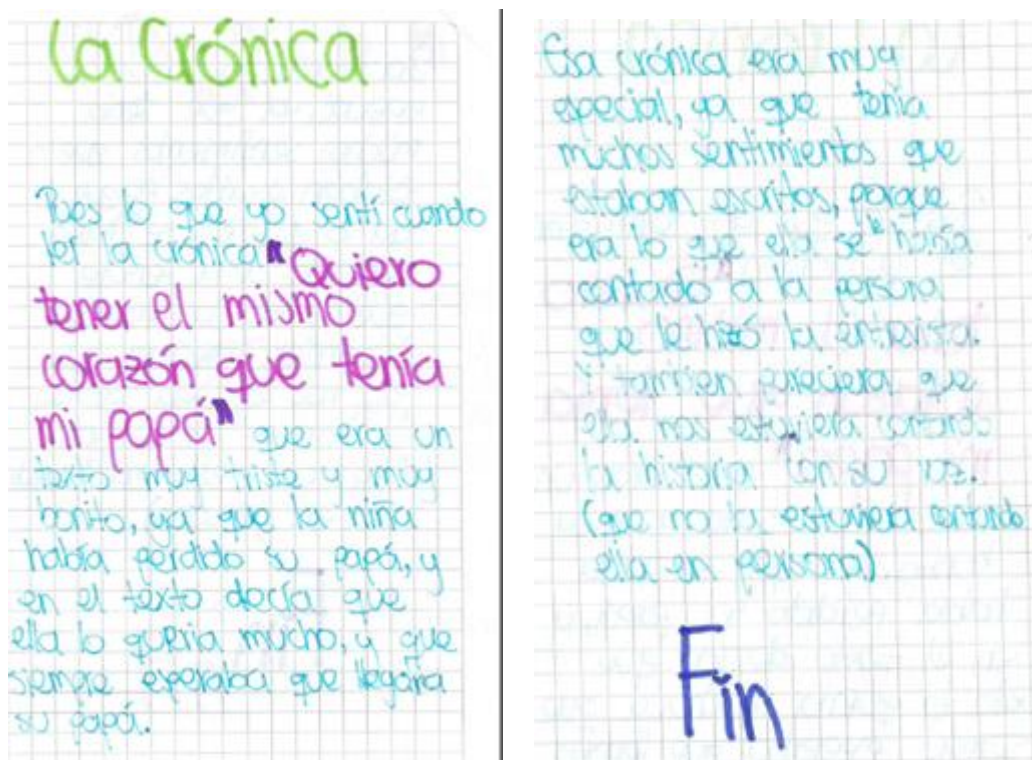 La Crónica
Pues lo que yo sentí cuando
leí la crónica "Quiero
tener el mismo
corazón que tenía
mi papá" que era un
texto muy triste y muy
bonito, ya que la niña
había perdido su papá, y
en el texto decía que
ella lo quería mucho, y que
siempre esperaba que llegara
su papá.
Esa crónica era muy
especial, ya que tenía
muchos sentimientos que
estaban escritos, porque
era lo que ella se le había
contado a la persona
que le hizo la entrevista.
ella nos estuviera contando
la historia con su voz.
(que no la estuviera contando
ella en persona)
Fin